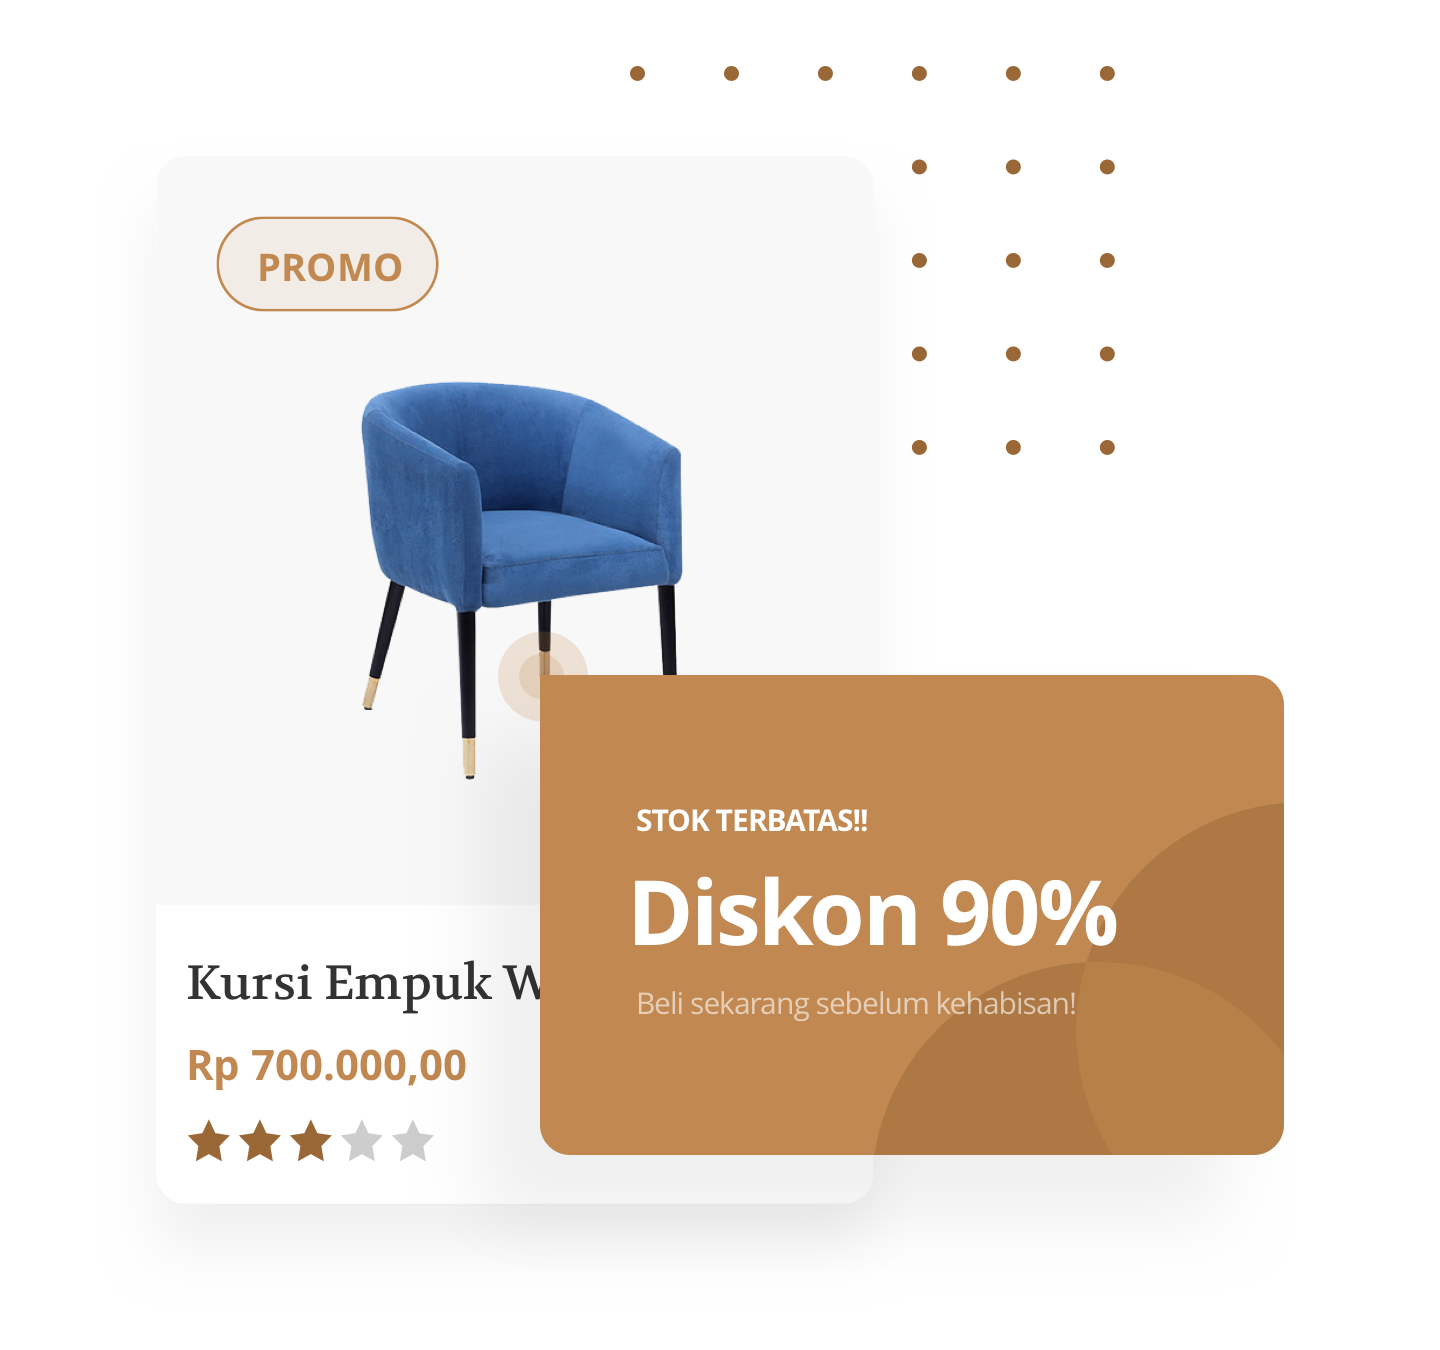 PROMO
STOK TERBATAS!!
Diskon 90%
Beli sekarang sebelum kehabisan!
Kursi Empuk
Rp 700.000,00